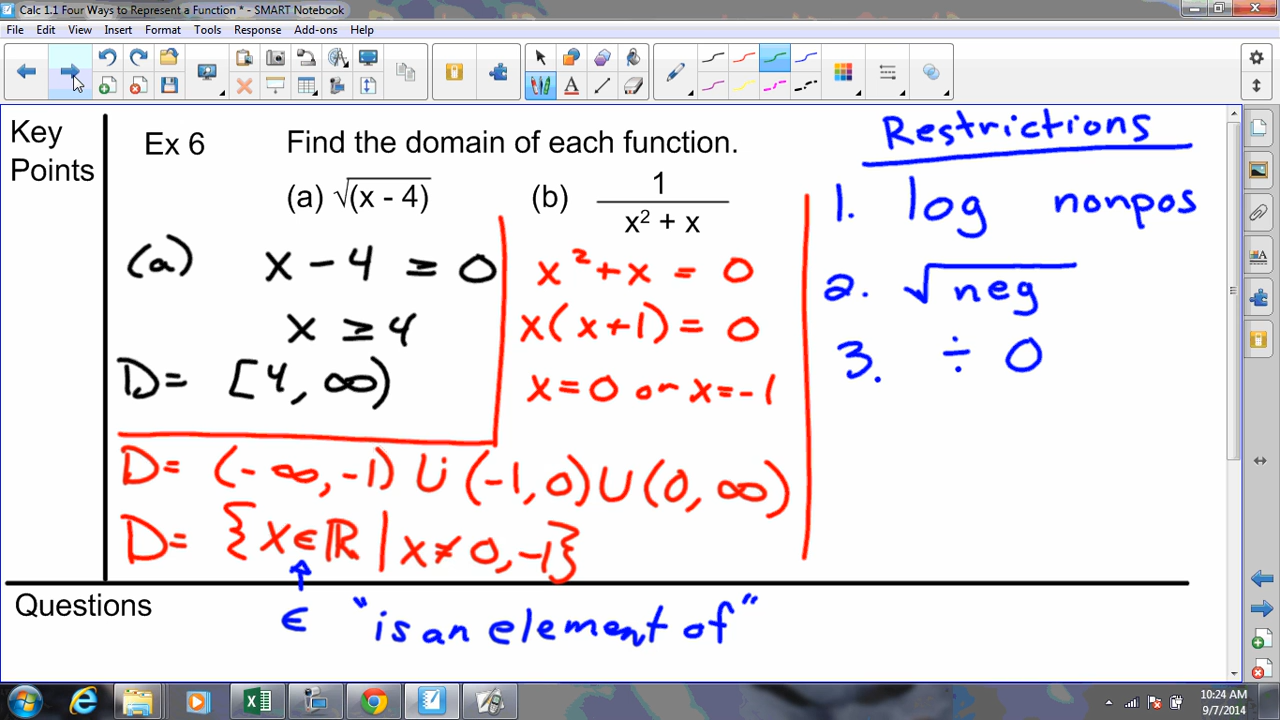 Calc 1.1 Four Ways to Represent a Function * - SMART Notebook
File Edit View Insert Format Tools Response Add-ons Help
Key
Points
Ex 6 Find the domain of each function.
(a) √(x - 4) (b) 1
x² + x
(a) x - 4 ≥ 0
x ≥ 4
D = [4, ∞)
x² + x = 0
x(x+1) = 0
x = 0 or x = -1
D = (-∞, -1) ∪ (-1, 0) ∪ (0, ∞)
D = {x ∈ ℝ | x ≠ 0, -1}
Restrictions
1. log nonpos
2. √neg
3. ÷ 0
Questions
↑
∈ "is an element of"
10:24 AM
9/7/2014